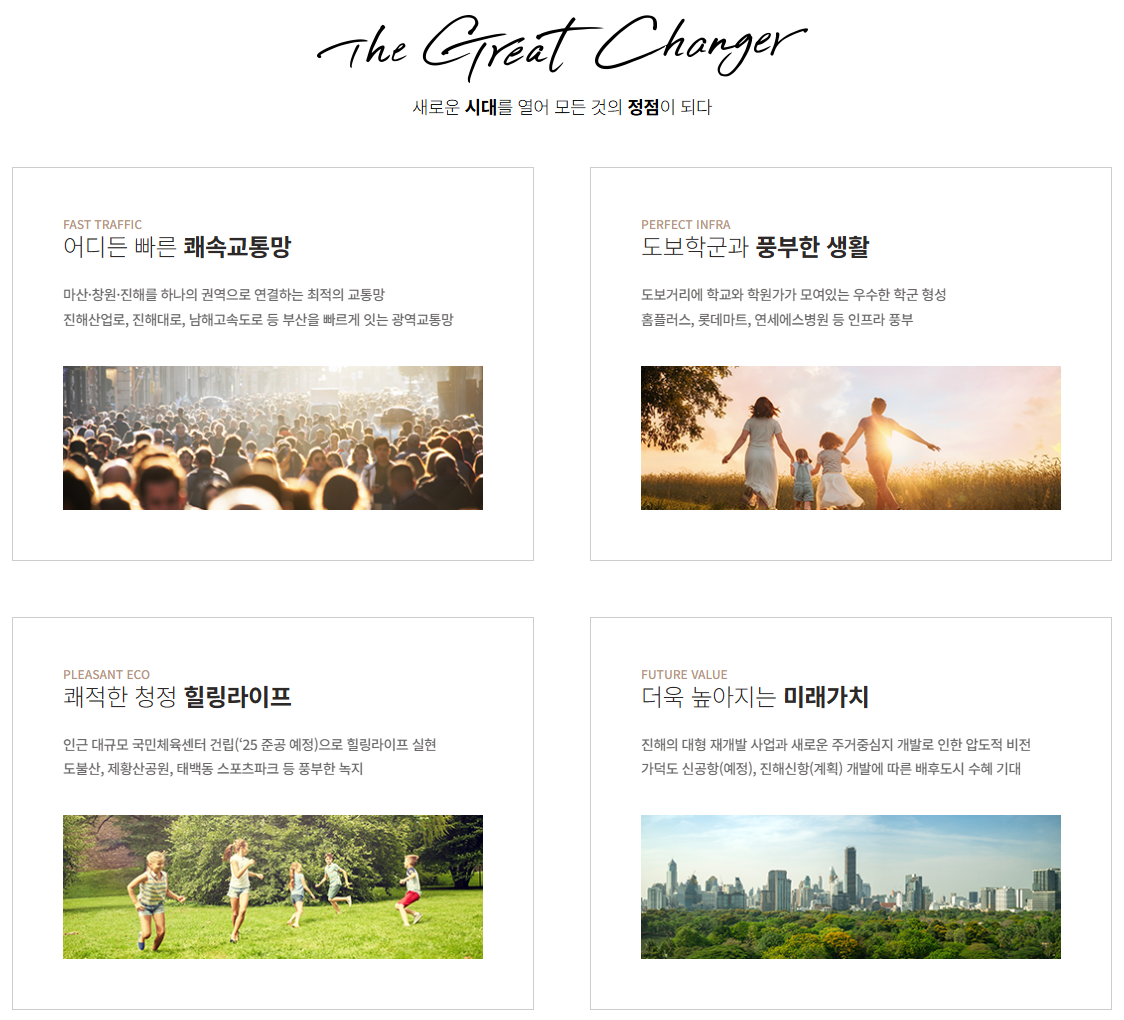 The Great Changer
새로운 시대를 열어 모든 것의 정점이 되다
FAST TRAFFIC
어디든 빠른 쾌속교통망
마산·창원·진해를 하나의 권역으로 연결하는 최적의 교통망
진해산업로, 진해대로, 남해고속도로 등 부산을 빠르게 잇는 광역교통망
PERFECT INFRA
도보학군과 풍부한 생활
도보거리에 학교와 학원가가 모여있는 우수한 학군 형성
홈플러스, 롯데마트, 연세에스병원 등 인프라 풍부
PLEASANT ECO
쾌적한 청정 힐링라이프
인근 대규모 국민체육센터 건립(‘25 준공 예정)으로 힐링라이프 실현
도불산, 제황산공원, 태백동 스포츠파크 등 풍부한 녹지
FUTURE VALUE
더욱 높아지는 미래가치
진해의 대형 재개발 사업과 새로운 주거중심지 개발로 인한 압도적 비전
가덕도 신공항(예정), 진해신항(계획) 개발에 따른 배후도시 수혜 기대